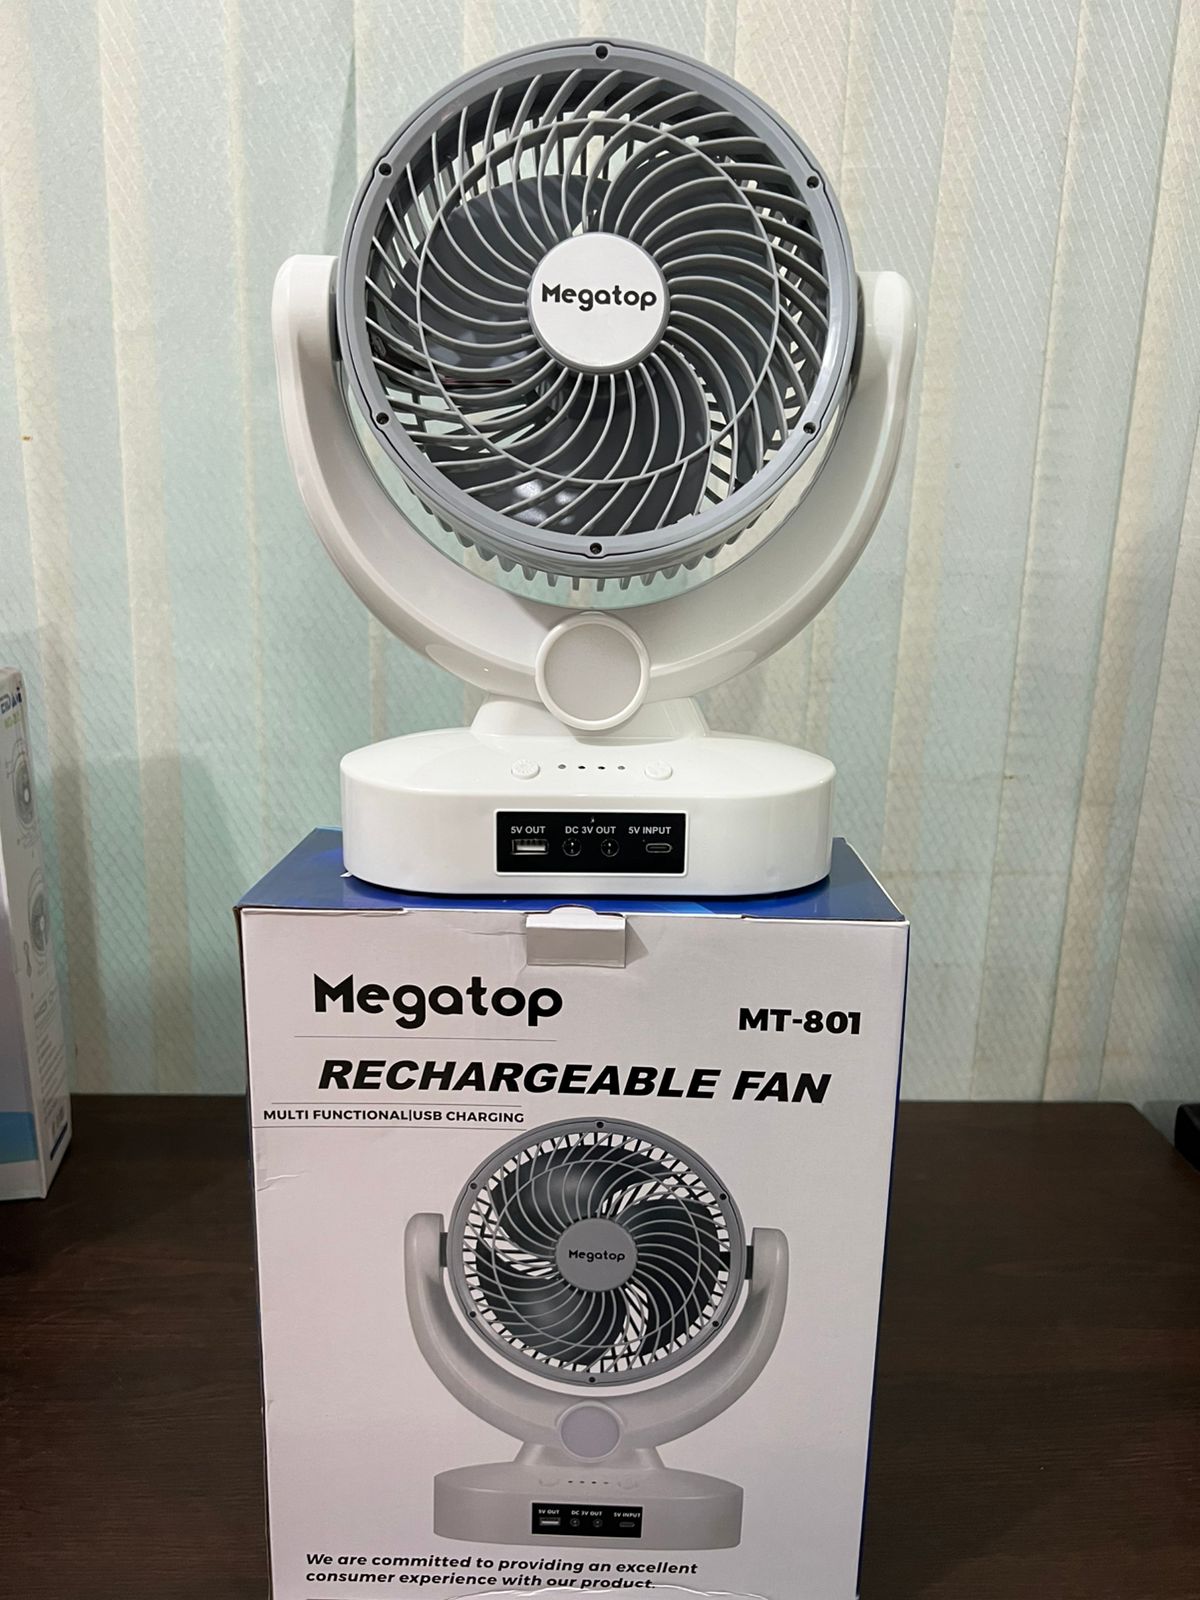 Megatop
5V OUT DC 3V OUT 5V INPUT
Megatop
MT-801
RECHARGEABLE FAN
MULTI FUNCTIONAL|USB CHARGING
Megatop
5V OUT DC 3V OUT 5V INPUT
We are committed to providing an excellent
consumer experience with our product.